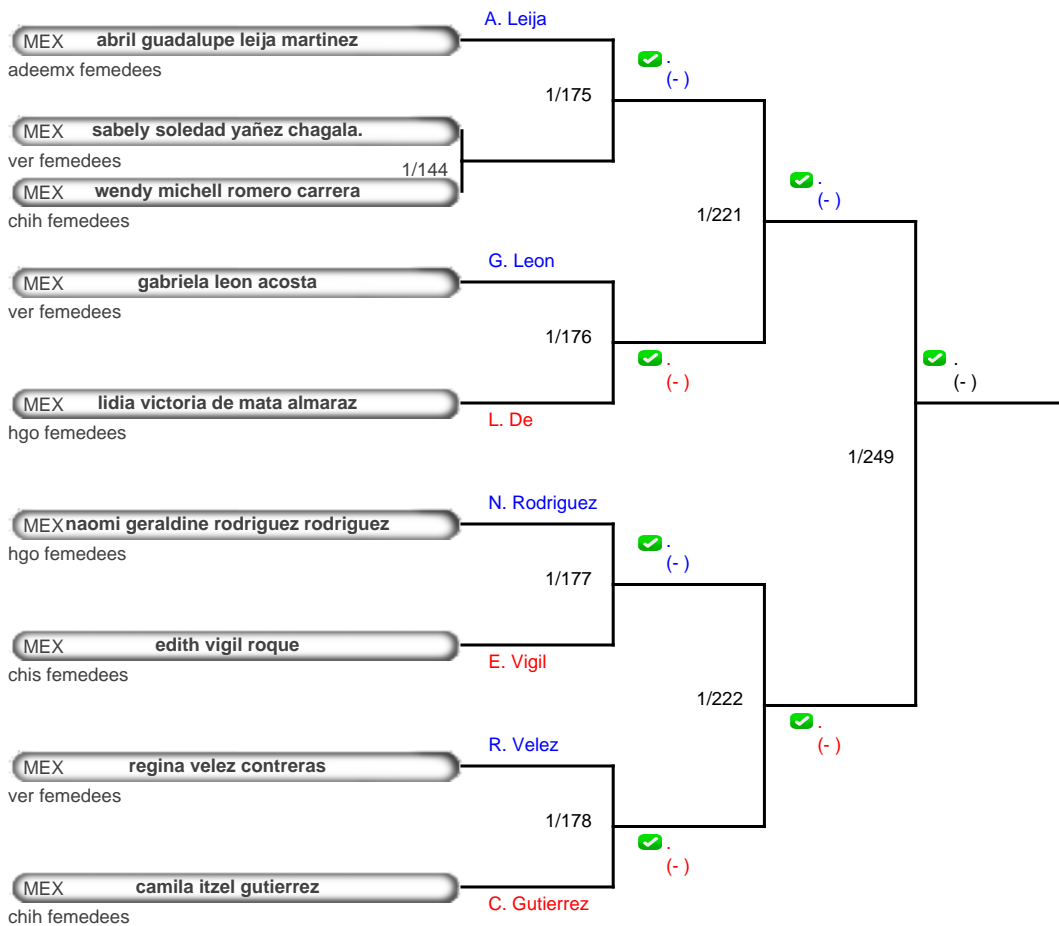 A. Leija
MEX abril guadalupe leija martinez
adeemx femedees
.
(- )
1/175
MEX sabely soledad yañez chagala.
ver femedees
1/144
MEX wendy michell romero carrera
chih femedees
.
(- )
1/221
G. Leon
MEX gabriela leon acosta
ver femedees
1/176
.
(- )
.
(- )
MEX lidia victoria de mata almaraz
hgo femedees
L. De
1/249
N. Rodriguez
MEX naomi geraldine rodriguez rodriguez
hgo femedees
.
(- )
1/177
MEX edith vigil roque
chis femedees
E. Vigil
1/222
.
(- )
R. Velez
MEX regina velez contreras
ver femedees
1/178
.
(- )
MEX camila itzel gutierrez
chih femedees
C. Gutierrez